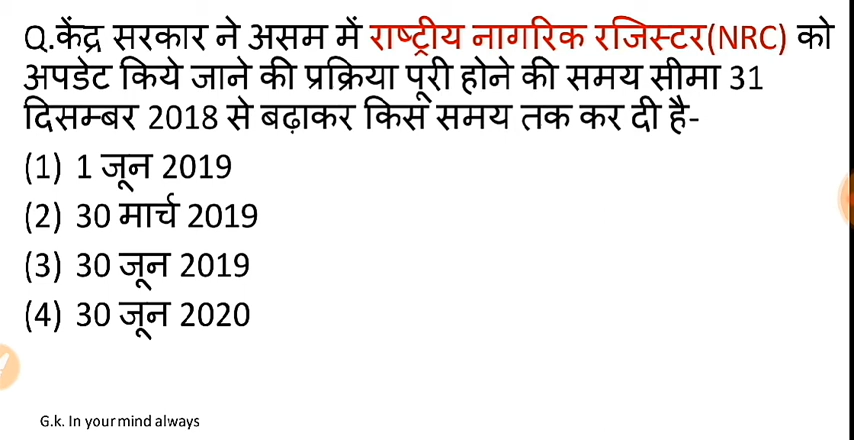 Q.केंद्र सरकार ने असम में राष्ट्रीय नागरिक रजिस्टर(NRC) को
अपडेट किये जाने की प्रक्रिया पूरी होने की समय सीमा 31
दिसम्बर 2018 से बढ़ाकर किस समय तक कर दी है-
(1) 1 जून 2019
(2) 30 मार्च 2019
(3) 30 जून 2019
(4) 30 जून 2020
G.k. In your mind always